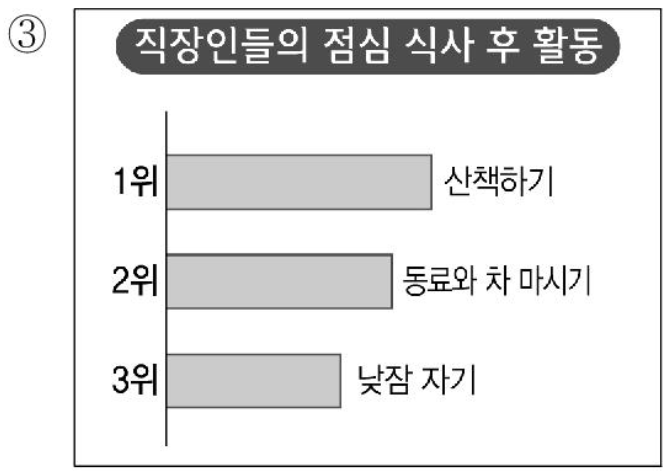 ③
직장인들의 점심 식사 후 활동
1위 산책하기
2위 동료와 차 마시기
3위 낮잠 자기